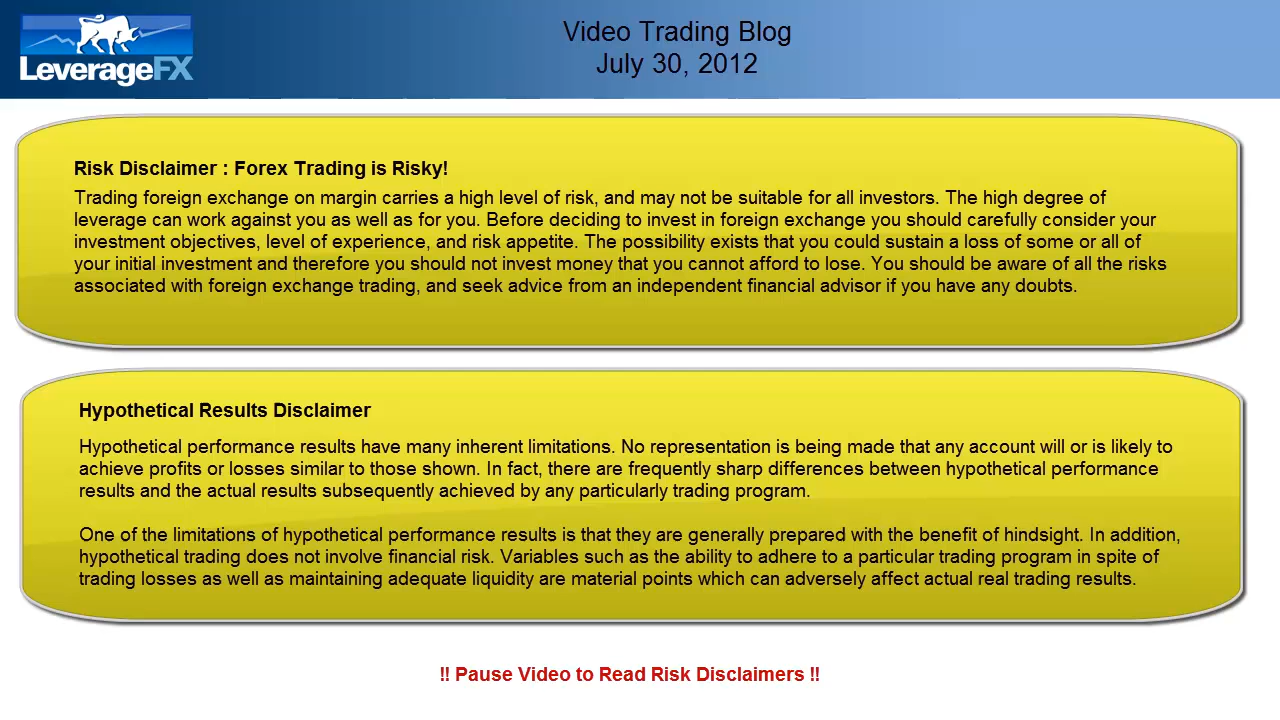 LeverageFX
Video Trading Blog
July 30, 2012
Risk Disclaimer : Forex Trading is Risky!
Trading foreign exchange on margin carries a high level of risk, and may not be suitable for all investors. The high degree of
leverage can work against you as well as for you. Before deciding to invest in foreign exchange you should carefully consider your
investment objectives, level of experience, and risk appetite. The possibility exists that you could sustain a loss of some or all of
your initial investment and therefore you should not invest money that you cannot afford to lose. You should be aware of all the risks
associated with foreign exchange trading, and seek advice from an independent financial advisor if you have any doubts.
Hypothetical Results Disclaimer
Hypothetical performance results have many inherent limitations. No representation is being made that any account will or is likely to
achieve profits or losses similar to those shown. In fact, there are frequently sharp differences between hypothetical performance
results and the actual results subsequently achieved by any particularly trading program.
One of the limitations of hypothetical performance results is that they are generally prepared with the benefit of hindsight. In addition,
hypothetical trading does not involve financial risk. Variables such as the ability to adhere to a particular trading program in spite of
trading losses as well as maintaining adequate liquidity are material points which can adversely affect actual real trading results.
!! Pause Video to Read Risk Disclaimers !!